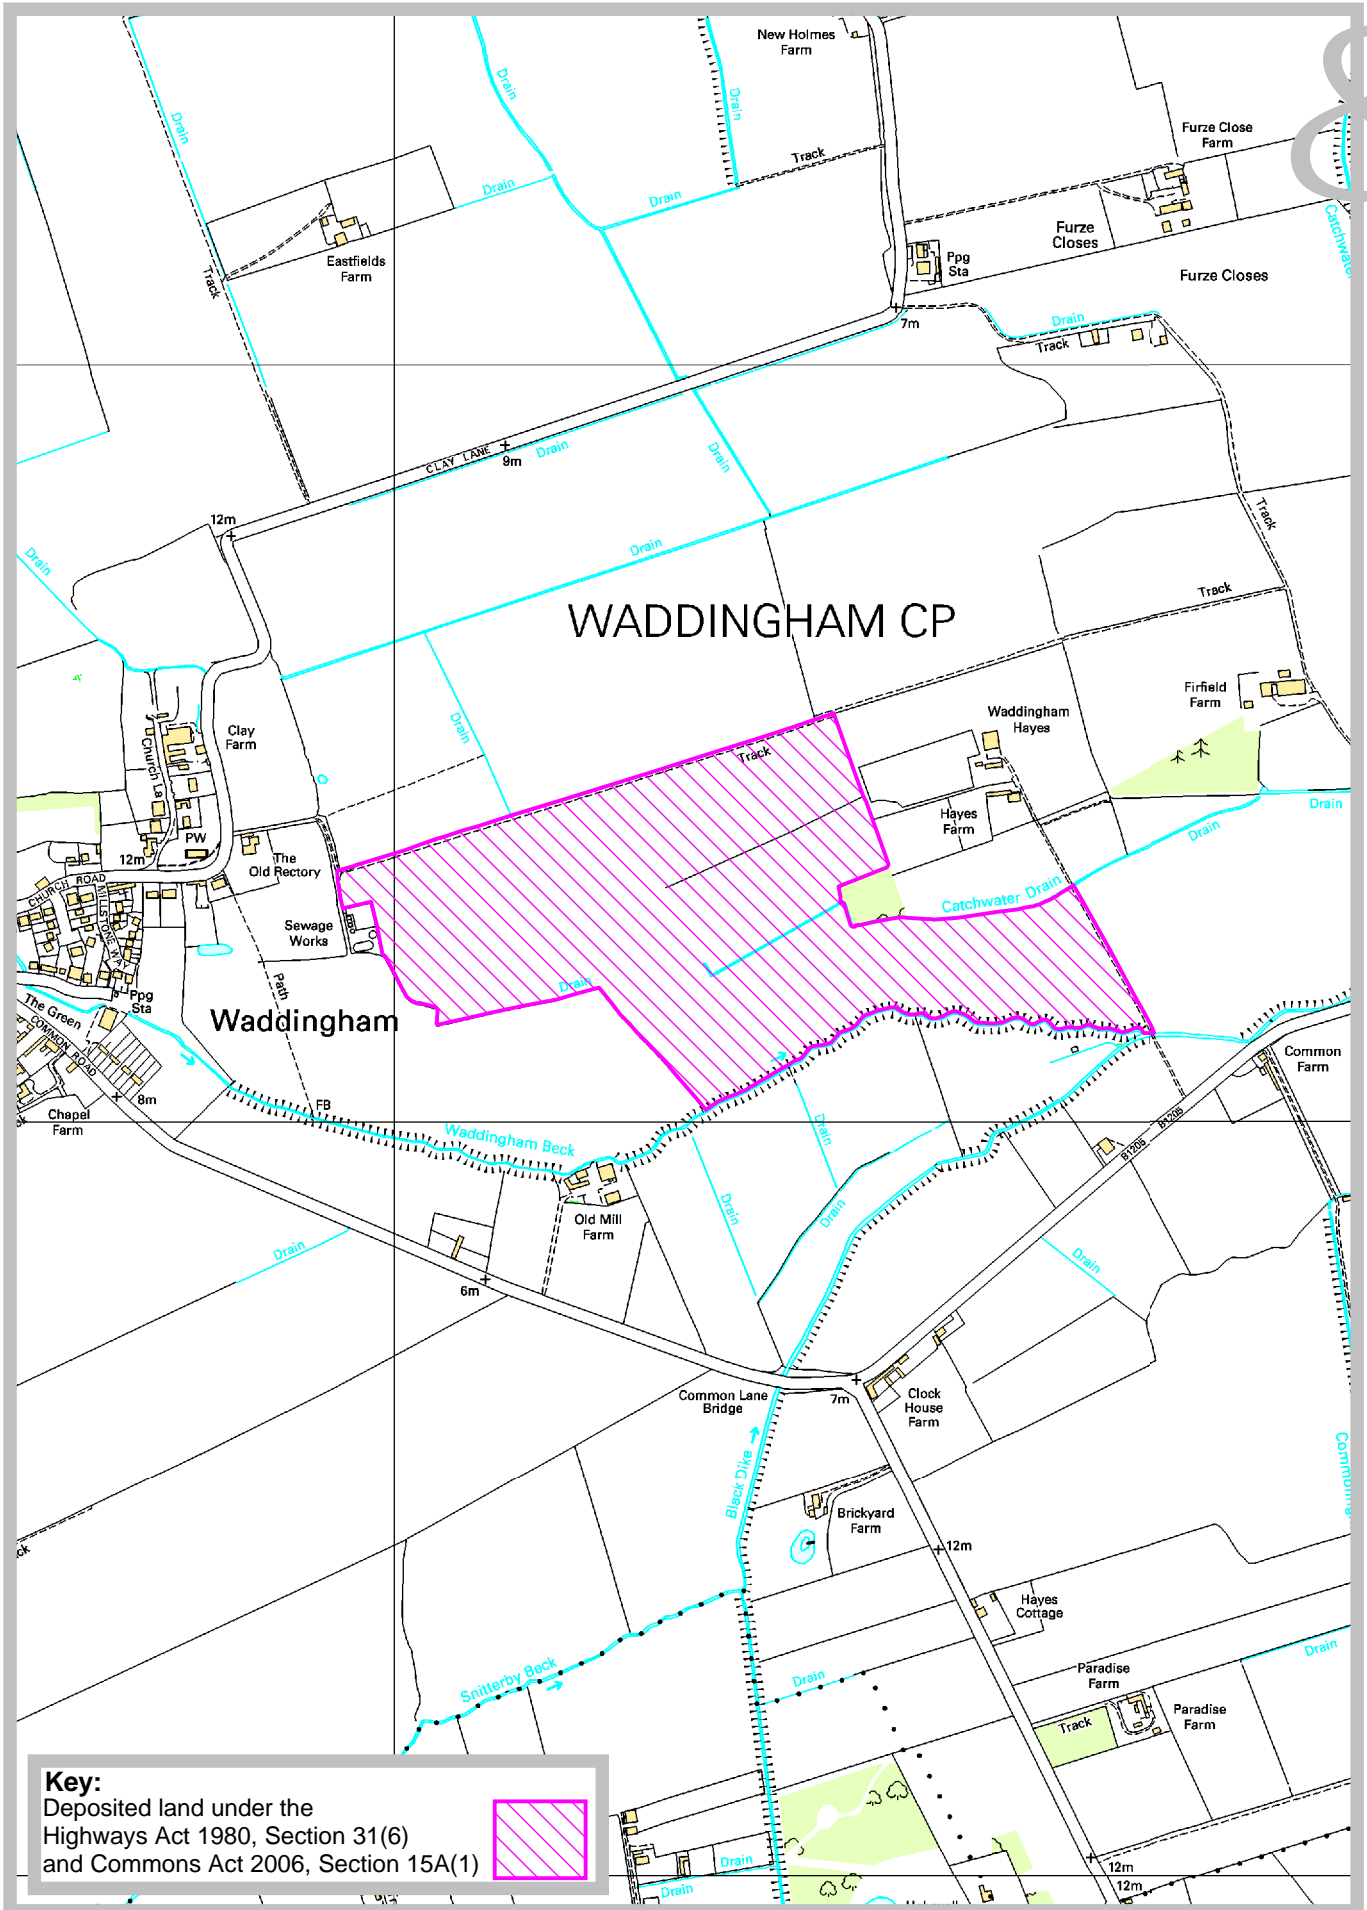 New Holmes
Farm
Drain
Drain
Drain
Track
Furze Close
Farm
Drain
Drain
Catchwater
Eastfields
Farm
Track
Furze
Closes
Ppg
Sta
Furze Closes
7m
Drain
Track
CLAY LANE
9m
Drain
Drain
12m
Drain
Drain
Track
Track
WADDINGHAM CP
Firfield
Farm
Waddingham
Hayes
Clay
Farm
Church La
Drain
Track
Drain
Drain
Hayes
Farm
PW
12m
The
Old Rectory
CHURCH ROAD
MILLSTONE WAY
Catchwater Drain
Sewage
Works
Drain
Path
Ppg
Sta
The Green
COMMON ROAD
Waddingham
Common
Farm
8m
Chapel
Farm
FB
Waddingham Beck
Drain
B1205
B1205
Drain
Drain
Old Mill
Farm
Drain
Drain
6m
Common Lane
Bridge
7m
Clock
House
Farm
Black Dike
Brickyard
Farm
12m
Hayes
Cottage
Snitterby Beck
Drain
Drain
Paradise
Farm
Paradise
Farm
Track
Key:
Deposited land under the
Highways Act 1980, Section 31(6)
and Commons Act 2006, Section 15A(1)
Drain
Drain
12m
12m